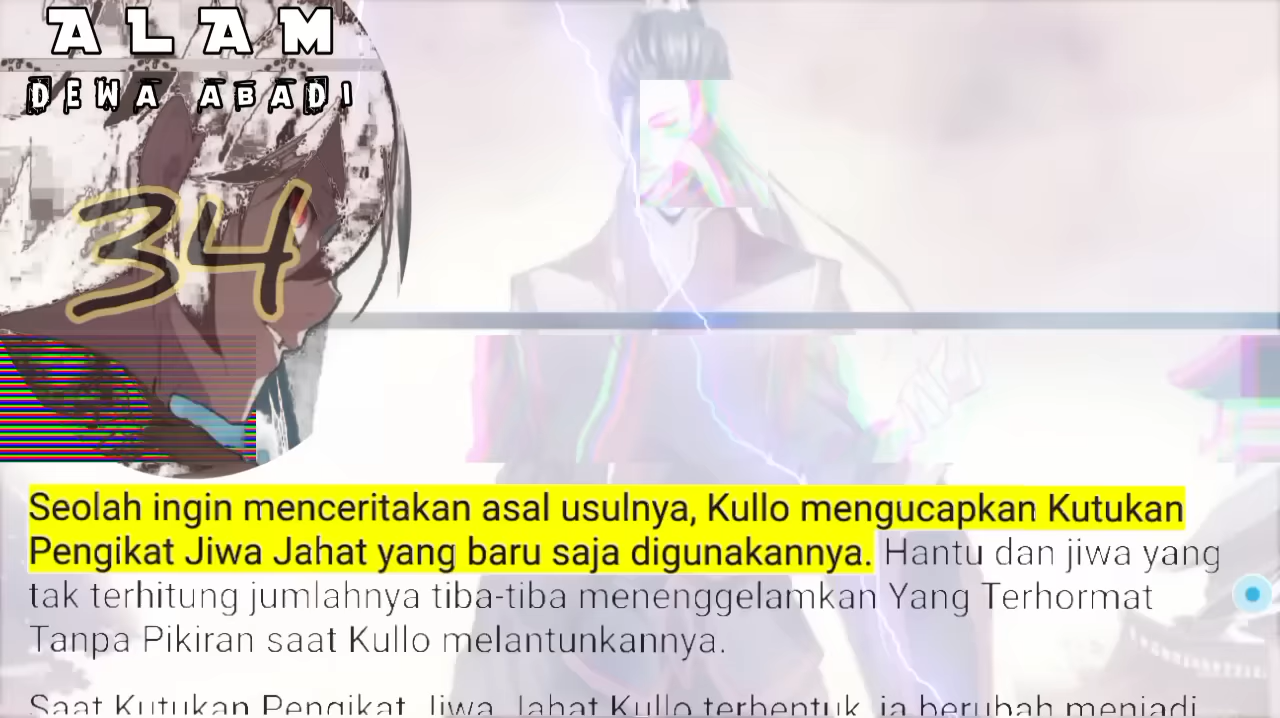 ALAM
DEWA ABADI
34
Seolah ingin menceritakan asal usulnya, Kullo mengucapkan Kutukan
Pengikat Jiwa Jahat yang baru saja digunakannya. Hantu dan jiwa yang
tak terhitung jumlahnya tiba-tiba menenggelamkan Yang Terhormat
Tanpa Pikiran saat Kullo melantunkannya.
Saat Kutukan Pengikat Jiwa Jahat Kullo terbentuk, ia berubah menjadi